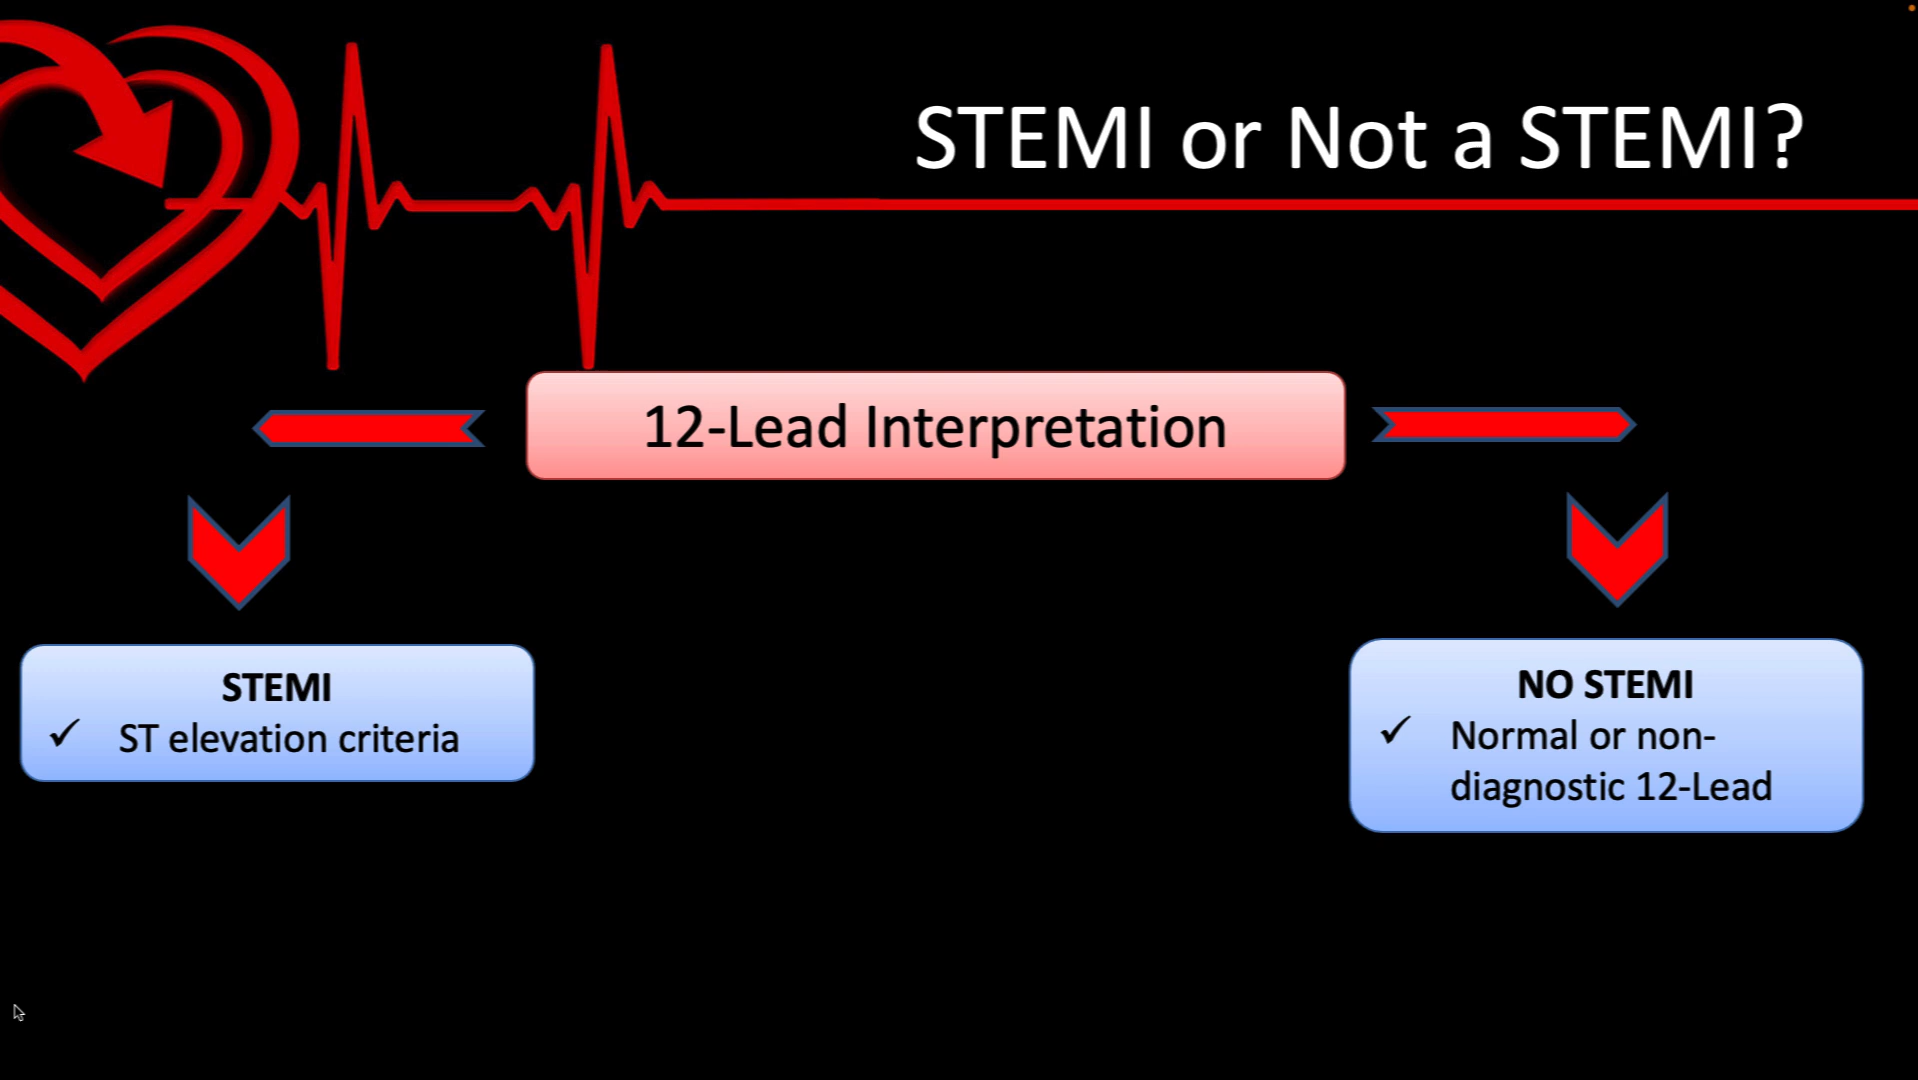 STEMI or Not a STEMI?
12-Lead Interpretation
STEMI
✓ ST elevation criteria
NO STEMI
✓ Normal or non-
diagnostic 12-Lead